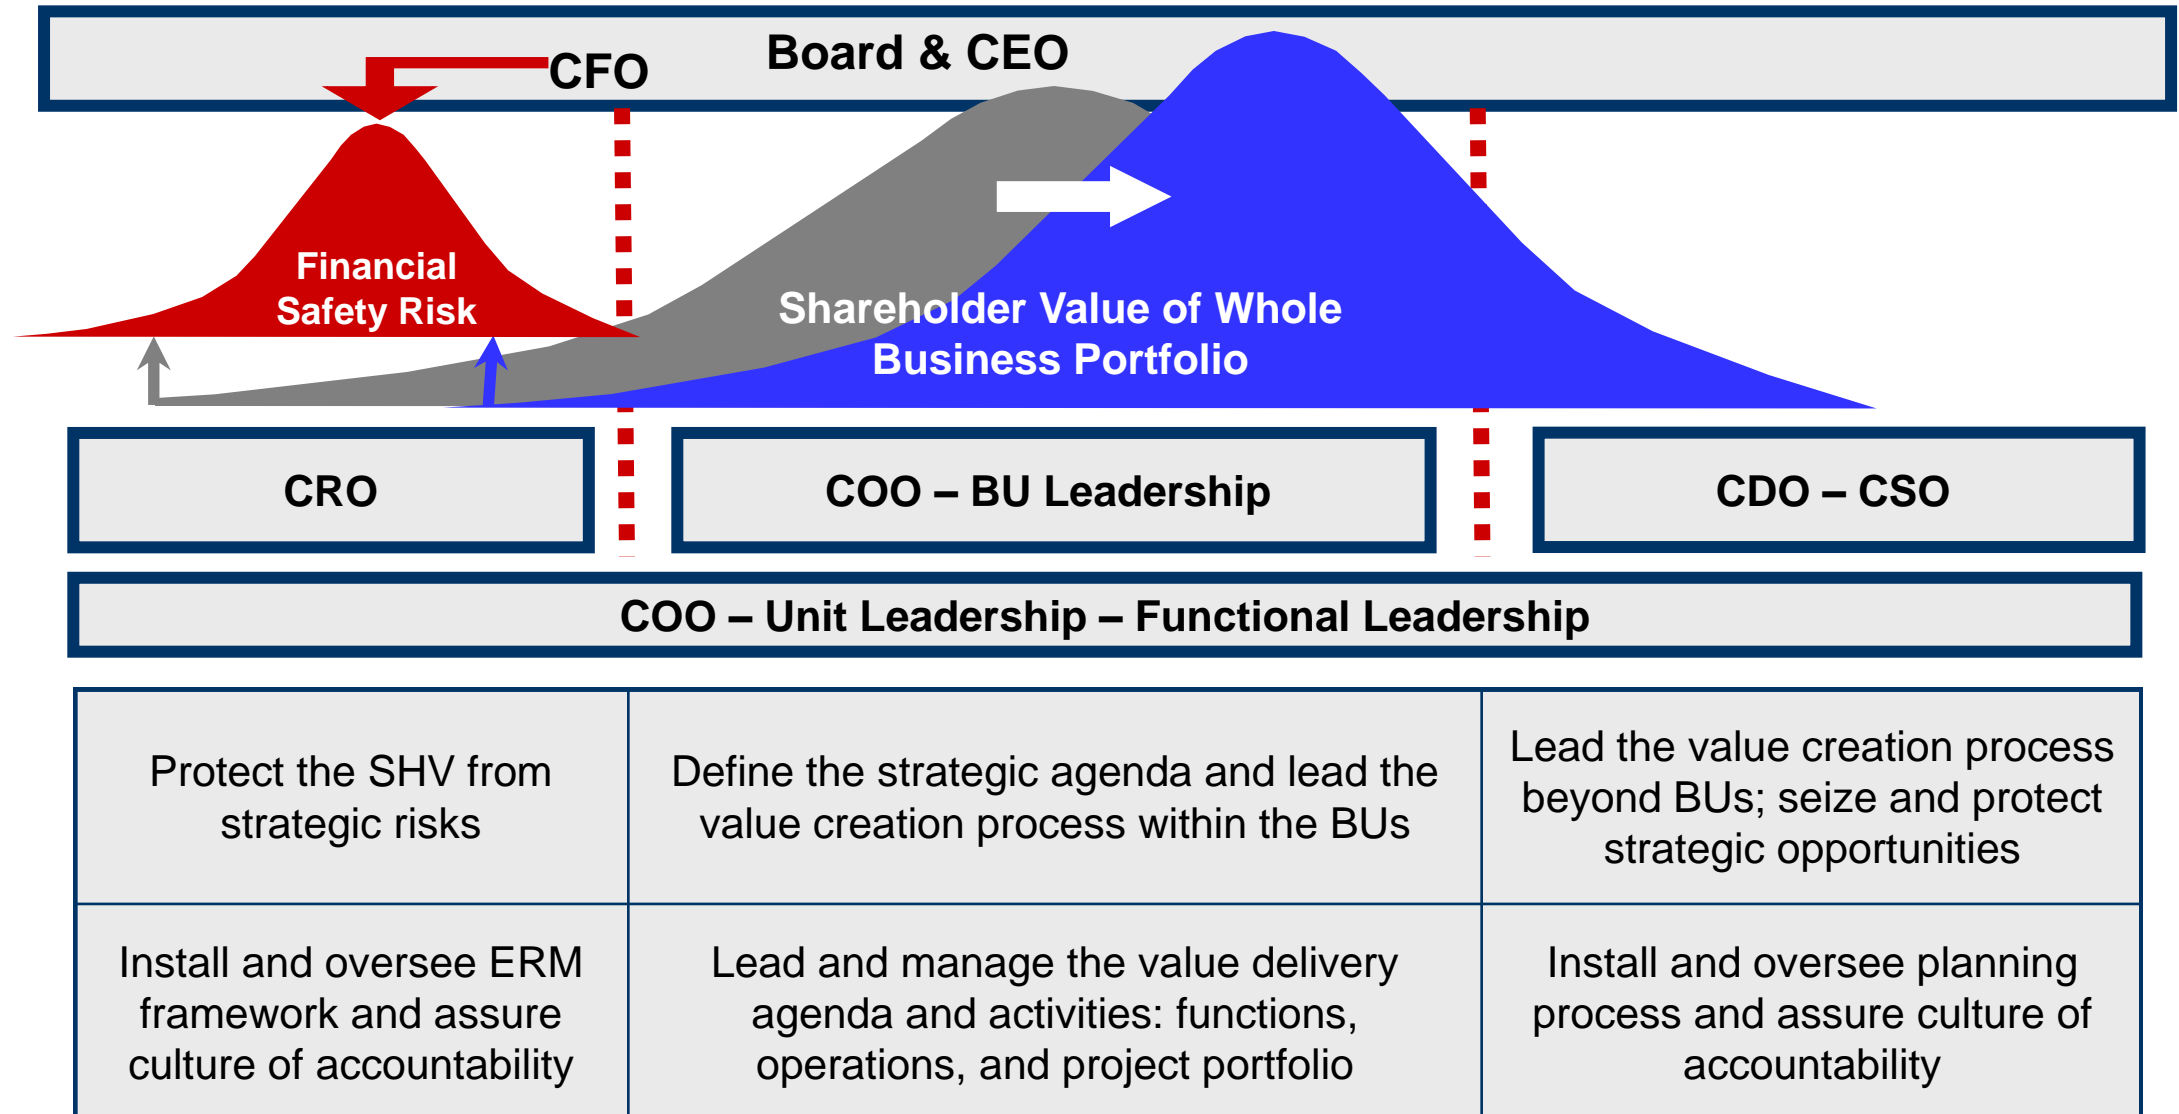 Board & CEO
CFO
Financial
Safety Risk
Shareholder Value of Whole
Business Portfolio
CRO
COO – BU Leadership
CDO – CSO
COO – Unit Leadership – Functional Leadership
Protect the SHV from
strategic risks
Define the strategic agenda and lead the
value creation process within the BUs
Lead the value creation process
beyond BUs; seize and protect
strategic opportunities
Install and oversee ERM
framework and assure
culture of accountability
Lead and manage the value delivery
agenda and activities: functions,
operations, and project portfolio
Install and oversee planning
process and assure culture of
accountability